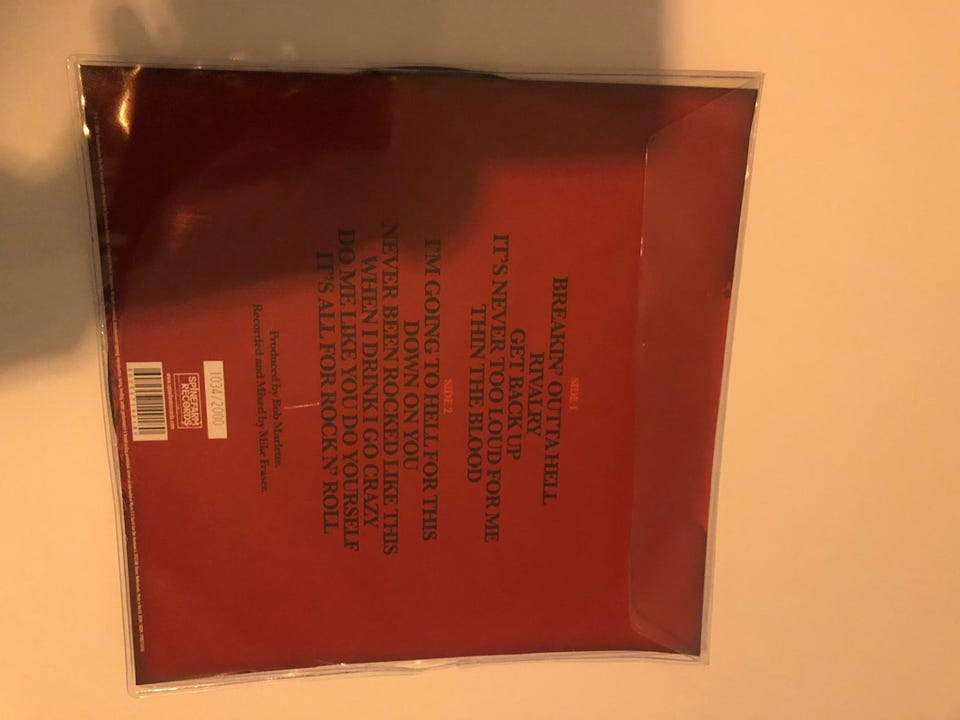 SIDE 1
BREAKIN' OUTTA HELL
RIVALRY
GET BACK UP
IT'S NEVER TOO LOUD FOR ME
THIN THE BLOOD
SIDE 2
I'M GOING TO HELL FOR THIS
DOWN ON YOU
NEVER BEEN ROCKED LIKE THIS
WHEN I DRINK I GO CRAZY
DO ME LIKE YOU DO YOURSELF
IT'S ALL FOR ROCK N' ROLL
Produced by Bob Marlette.
Recorded and Mixed by Mike Fraser.
1034/2000
SPINEFARM
RECORDS